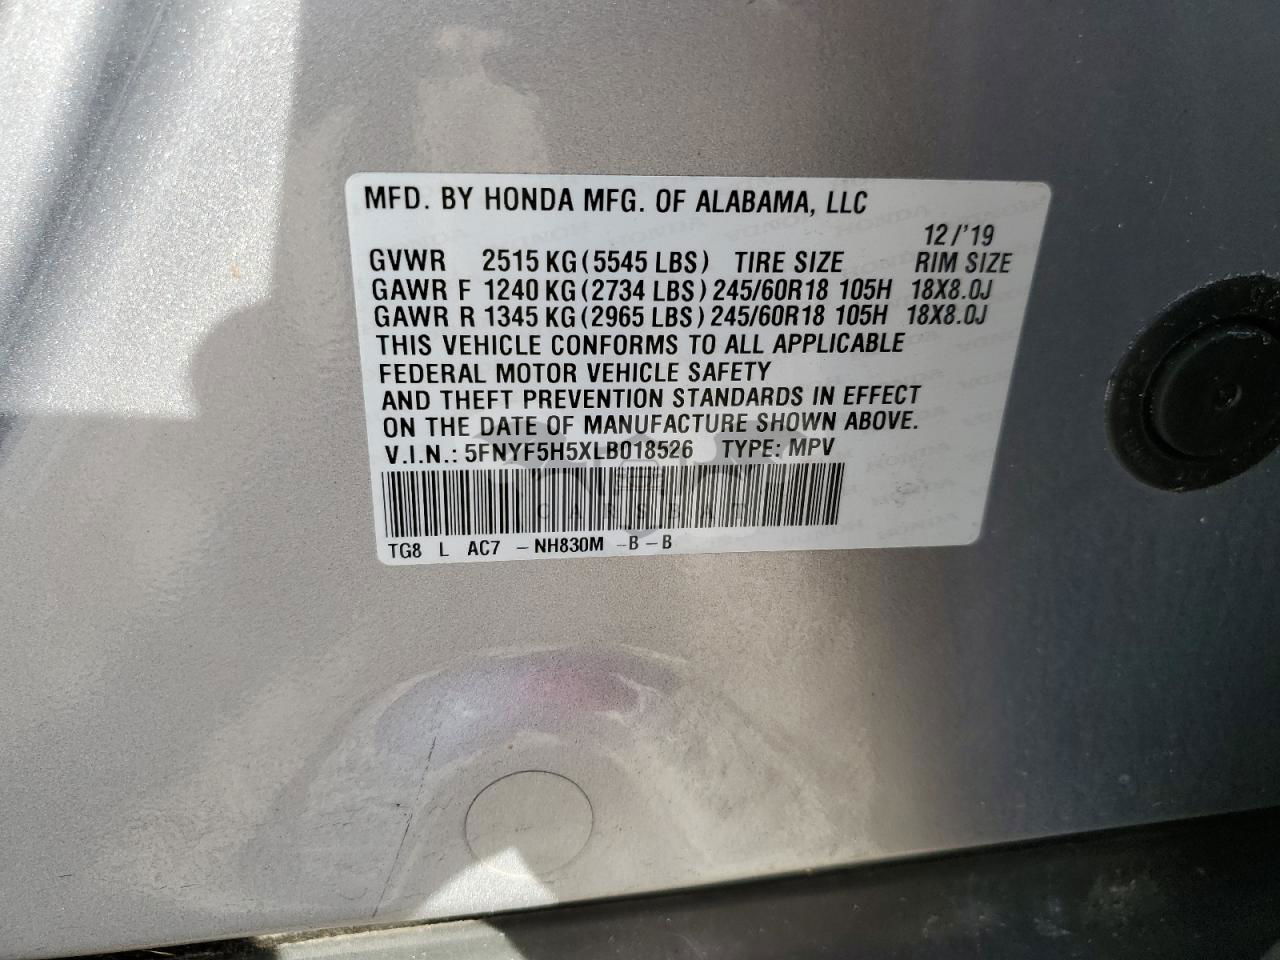 MFD. BY HONDA MFG. OF ALABAMA, LLC
12/'19
GVWR 2515 KG (5545 LBS) TIRE SIZE RIM SIZE
GAWR F 1240 KG (2734 LBS) 245/60R18 105H 18X8.0J
GAWR R 1345 KG (2965 LBS) 245/60R18 105H 18X8.0J
THIS VEHICLE CONFORMS TO ALL APPLICABLE
FEDERAL MOTOR VEHICLE SAFETY
AND THEFT PREVENTION STANDARDS IN EFFECT
ON THE DATE OF MANUFACTURE SHOWN ABOVE.
V.I.N.: 5FNYF5H5XLB018526 TYPE: MPV
TG8 L AC7 – NH830M –B – B